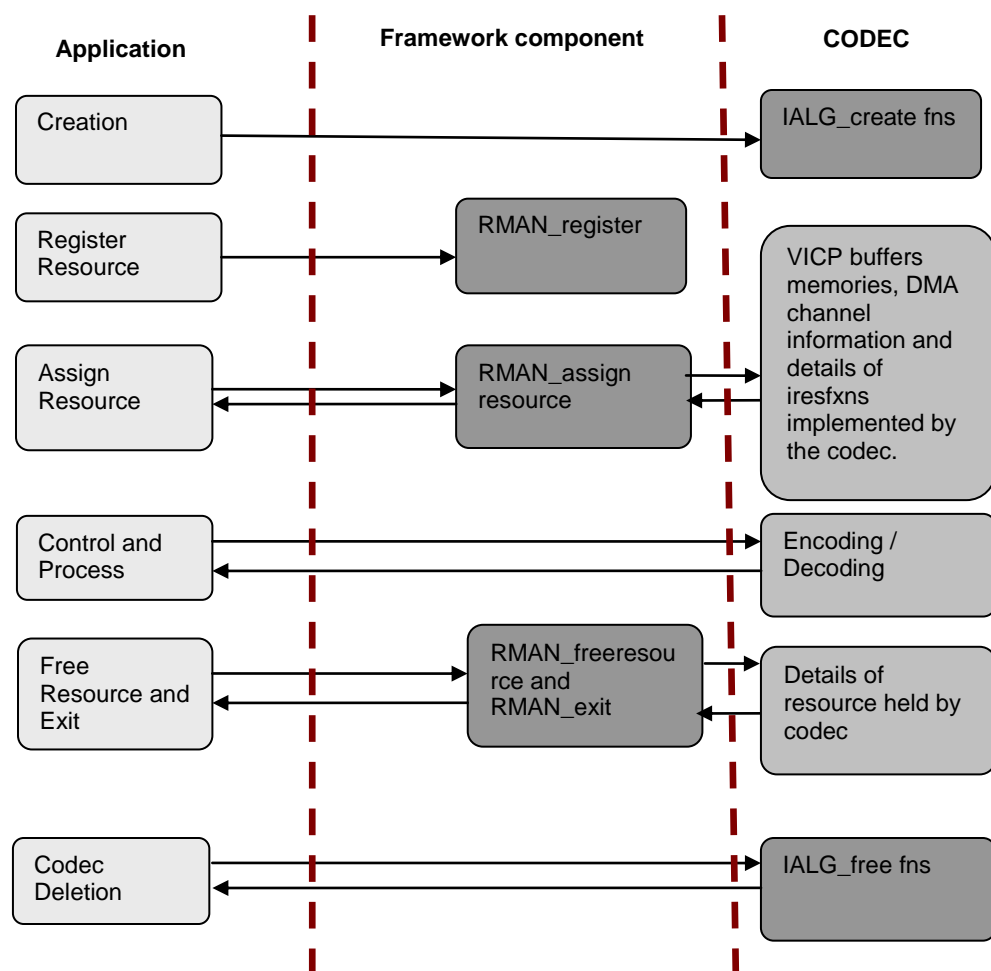 Application
Framework component
CODEC
Creation
IALG_create fns
Register
Resource
RMAN_register
VICP buffers
memories, DMA
channel
information and
details of
iresfxns
implemented by
the codec.
Assign
Resource
RMAN_assign
resource
Control and
Process
Encoding /
Decoding
Free
Resource and
Exit
RMAN_freeresou
rce and
RMAN_exit
Details of
resource held by
codec
Codec
Deletion
IALG_free fns